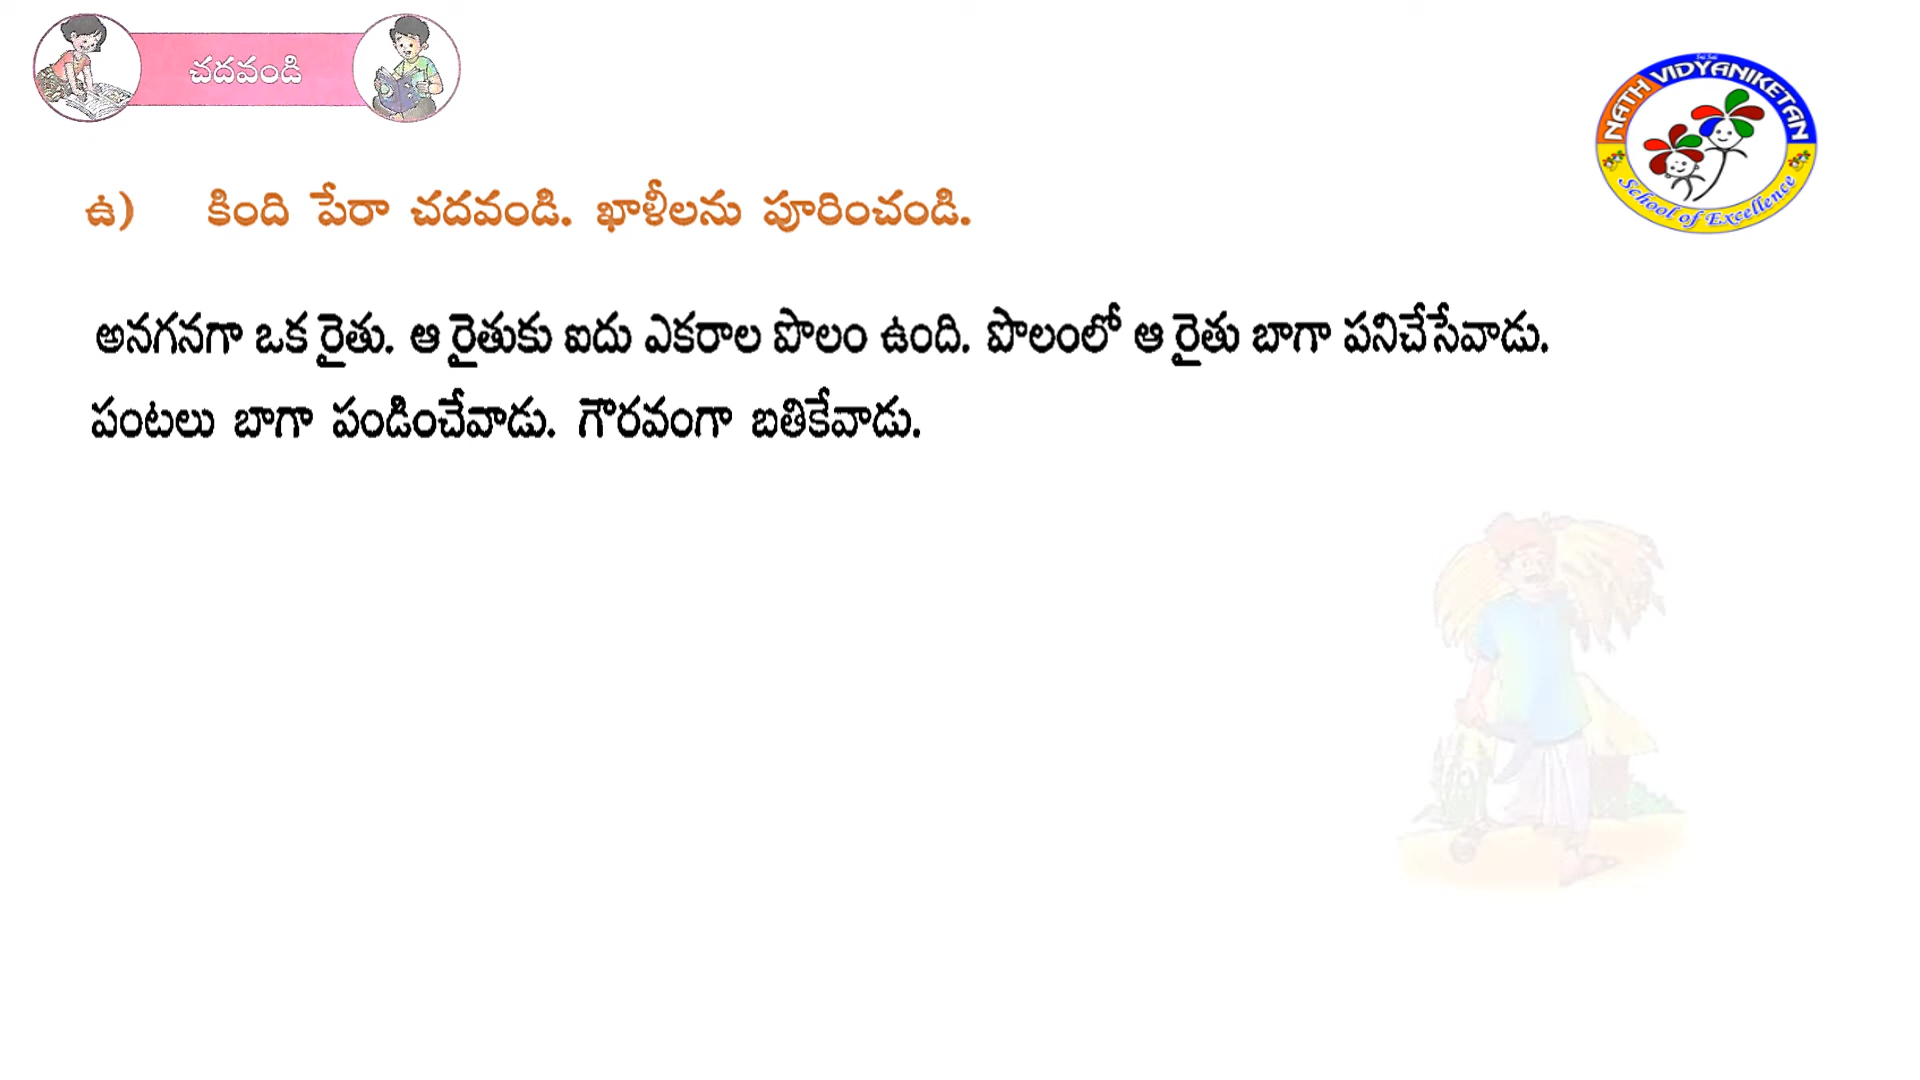 చదవండి
NATH VIDYANIKETAN
School of Excellence
ఉ) కింది పేరా చదవండి. ఖాళీలను పూరించండి.
అనగనగా ఒక రైతు. ఆ రైతుకు ఐదు ఎకరాల పొలం ఉంది. పొలంలో ఆ రైతు బాగా పనిచేసేవాడు.
పంటలు బాగా పండించేవాడు. గౌరవంగా బతికేవాడు.